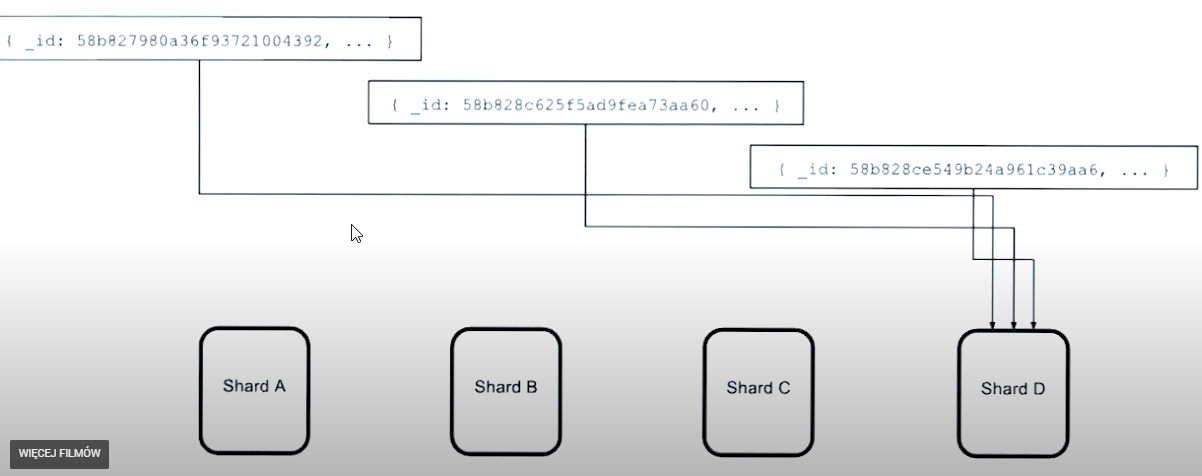 { _id: 58b827980a36f93721004392, ... }
{ _id: 58b828c625f5ad9fea73aa60, ... }
{ _id: 58b828ce549b24a961c39aa6, ... }
Shard A
Shard B
Shard C
Shard D
WIĘCEJ FILMÓW